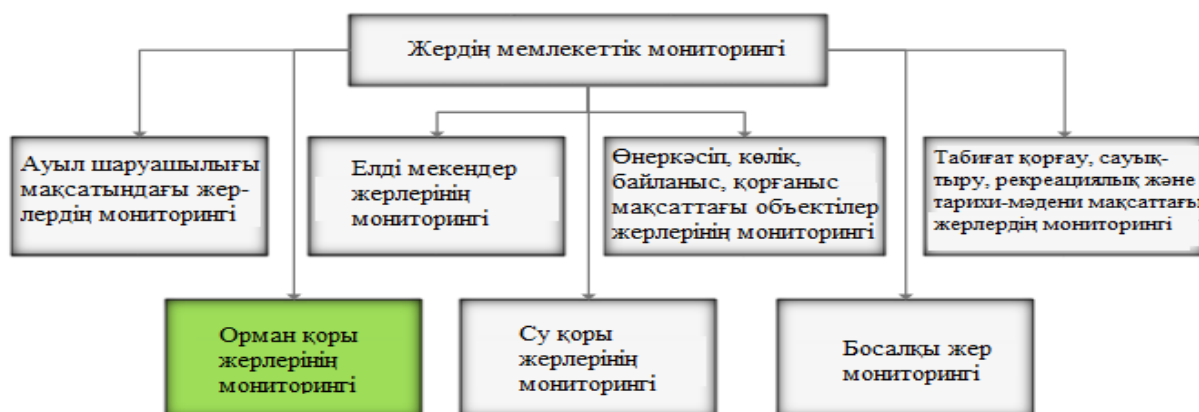 Жердің мемлекеттік мониторингі
Ауыл шаруашылығы
мақсатындағы жер-
лердің мониторингі
Елді мекендер
жерлерінің
мониторингі
Өнеркәсіп, көлік,
байланыс, қорғаныс
мақсаттағы объектілер
жерлерінің мониторингі
Табиғат қорғау, сауық-
тыру, рекреациялық және
тарихи-мәдени мақсаттағы
жерлердің мониторингі
Орман қоры
жерлерінің
мониторингі
Су қоры
жерлерінің
мониторингі
Босалқы жер
мониторингі